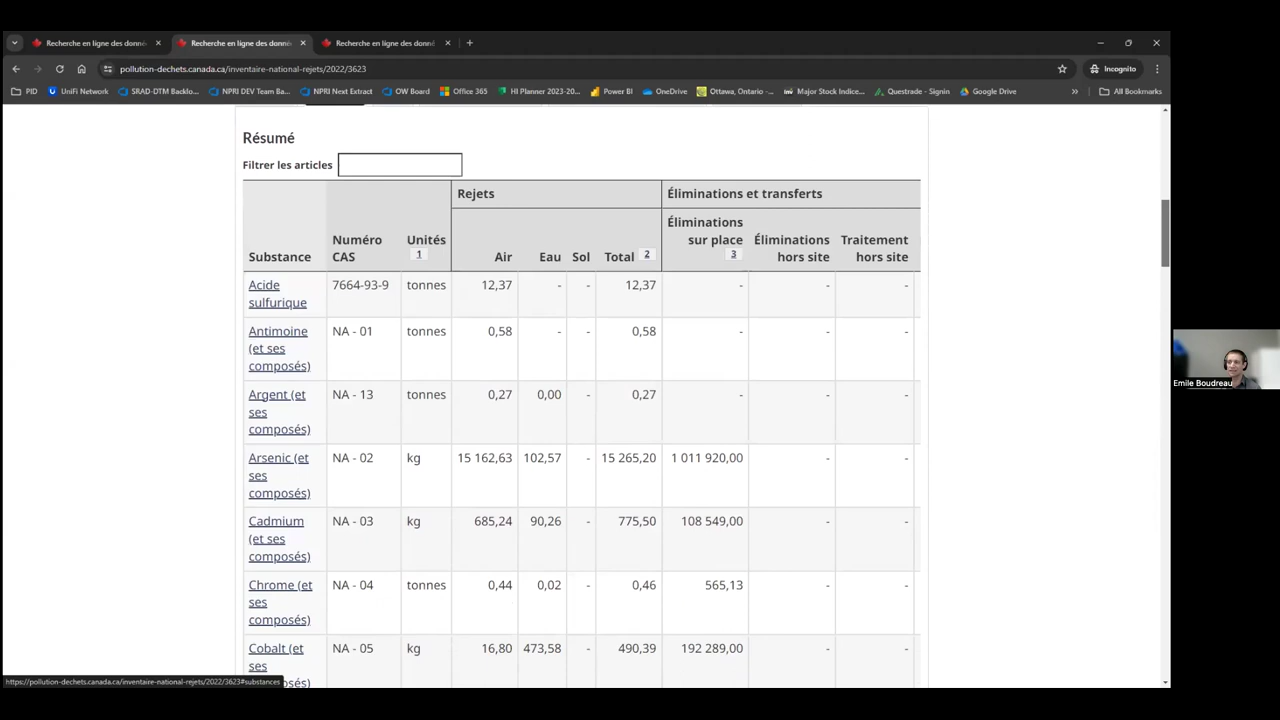 Recherche en ligne des donné
Recherche en ligne des donné
Recherche en ligne des donné
pollution-dechets.canada.ca/inventaire-national-rejets/2022/3623
Incognito
PID
UniFi Network
SRAD-DTM Backlo...
NPRI DEV Team Ba...
NPRI Next Extract
OW Board
Office 365
HI Planner 2023-20...
Power BI
OneDrive
Ottawa, Ontario -...
Major Stock Indice...
Questrade - Signin
Google Drive
All Bookmarks
Résumé
Filtrer les articles
Rejets
Éliminations et transferts
Substance
Numéro
CAS
Unités
1
Air
Eau
Sol
Total 2
Éliminations
sur place
3
Éliminations
hors site
Traitement
hors site
Acide
sulfurique
7664-93-9
tonnes
12,37
-
-
12,37
-
-
-
Antimoine
(et ses
composés)
NA - 01
tonnes
0,58
-
-
0,58
-
-
-
Argent (et
ses
composés)
NA - 13
tonnes
0,27
0,00
-
0,27
-
-
-
Arsenic (et
ses
composés)
NA - 02
kg
15 162,63
102,57
-
15 265,20
1 011 920,00
-
-
Cadmium
(et ses
composés)
NA - 03
kg
685,24
90,26
-
775,50
108 549,00
-
-
Chrome (et
ses
composés)
NA - 04
tonnes
0,44
0,02
-
0,46
565,13
-
-
Cobalt (et
ses
composés)
NA - 05
kg
16,80
473,58
-
490,39
192 289,00
-
-
https://pollution-dechets.canada.ca/inventaire-national-rejets/2022/3623#substances
Emile Boudreau